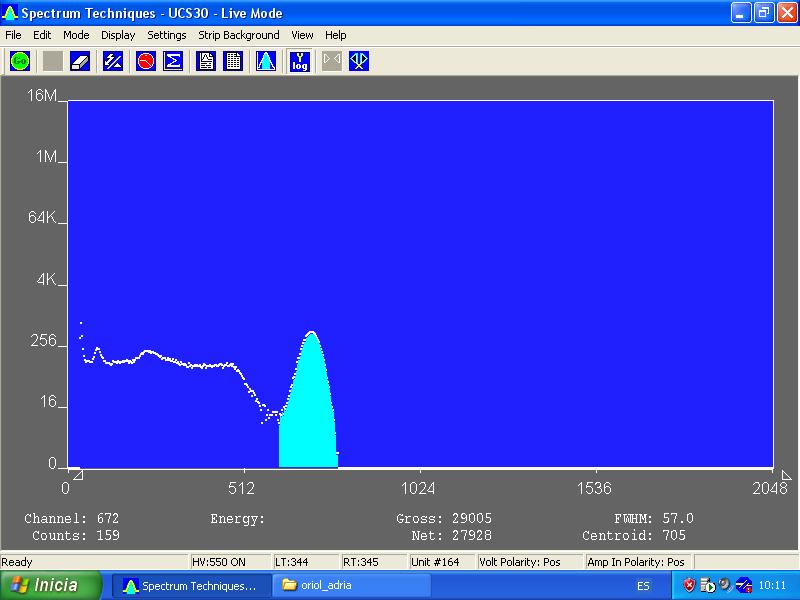 Spectrum Techniques - UCS30 - Live Mode
File Edit Mode Display Settings Strip Background View Help
Go Y log
16M
1M
64K
4K
256
16
0
0 512 1024 1536 2048
Channel: 672 Energy: Gross: 29005 FWHM: 57.0
Counts: 159 Net: 27928 Centroid: 705
Ready HV:550 ON LT:344 RT:345 Unit #164 Volt Polarity: Pos Amp In Polarity: Pos
Inicia Spectrum Techniques... oriol_adria ES 10:11